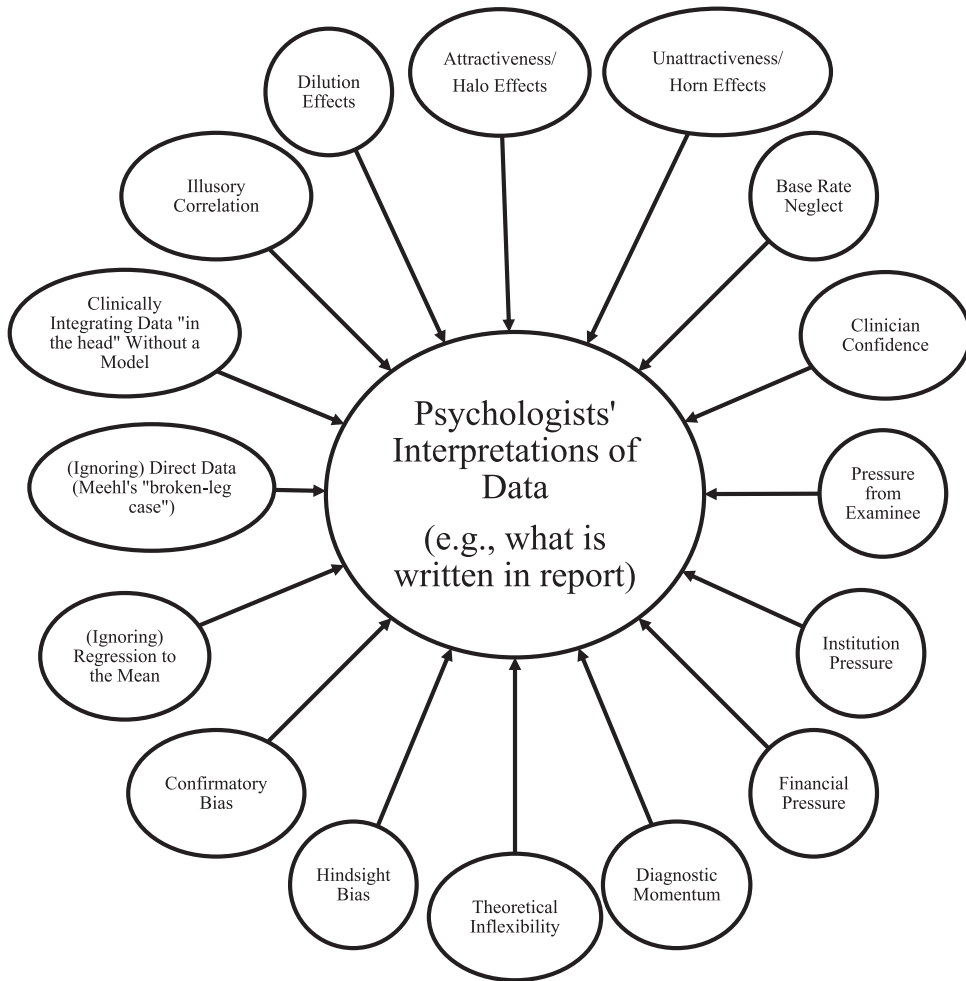 Attractiveness/
Halo Effects
Unattractiveness/
Horn Effects
Base Rate
Neglect
Clinician
Confidence
Pressure
from
Examinee
Institution
Pressure
Financial
Pressure
Diagnostic
Momentum
Theoretical
Inflexibility
Hindsight
Bias
Confirmatory
Bias
(Ignoring)
Regression to
the Mean
(Ignoring) Direct Data
(Meehl's "broken-leg
case")
Clinically
Integrating Data "in
the head" Without a
Model
Illusory
Correlation
Dilution
Effects
Psychologists'
Interpretations of
Data
(e.g., what is
written in report)